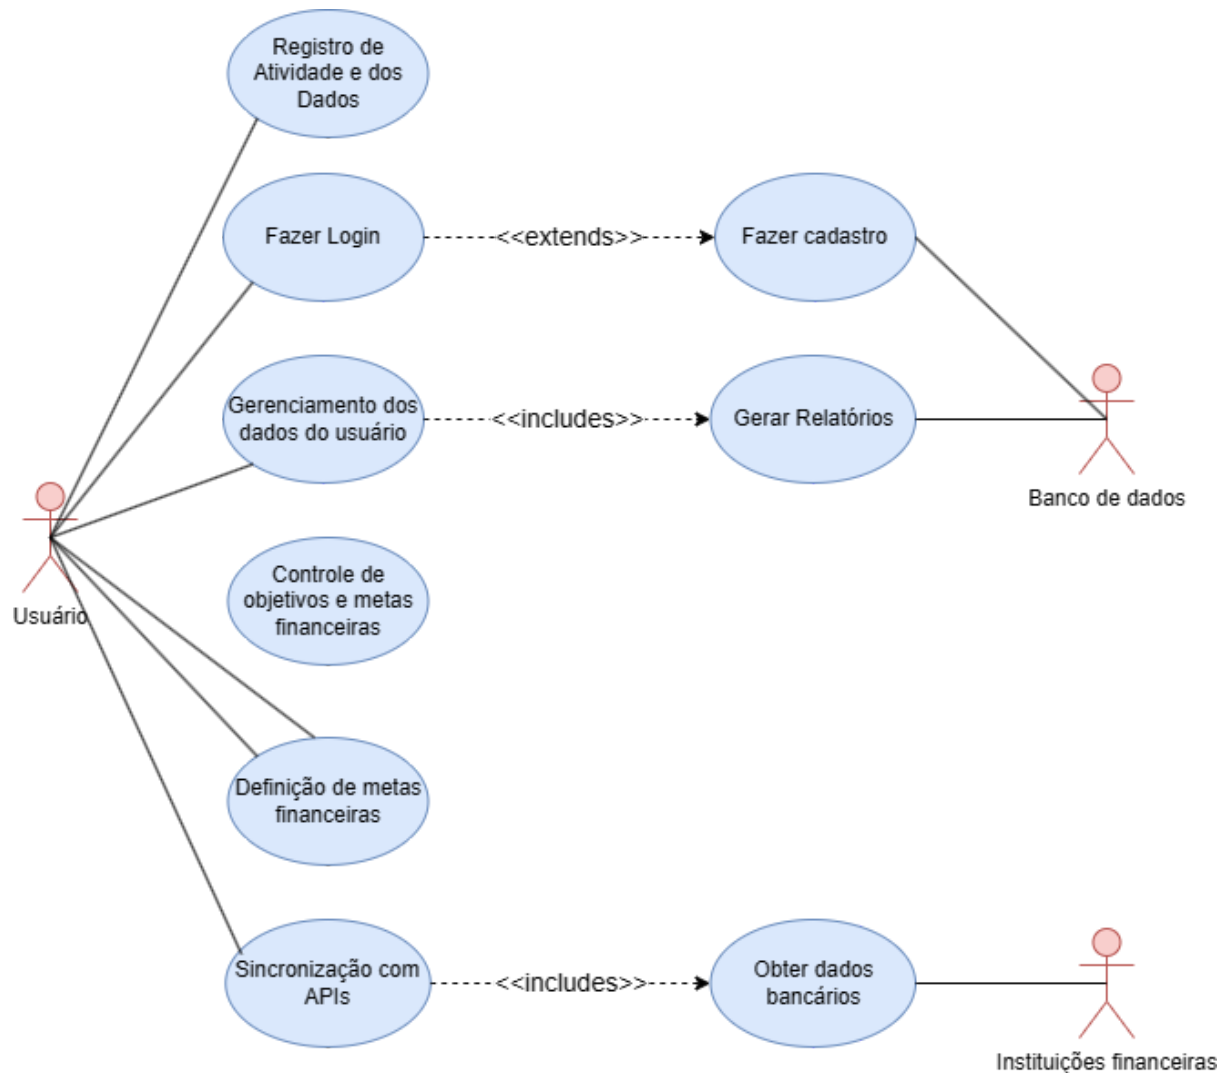 Registro de
Atividade e dos
Dados
Fazer Login
<<extends>>
Fazer cadastro
Gerenciamento dos
dados do usuário
<<includes>>
Gerar Relatórios
Banco de dados
Usuário
Controle de
objetivos e metas
financeiras
Definição de metas
financeiras
Sincronização com
APIs
<<includes>>
Obter dados
bancários
Instituições financeiras